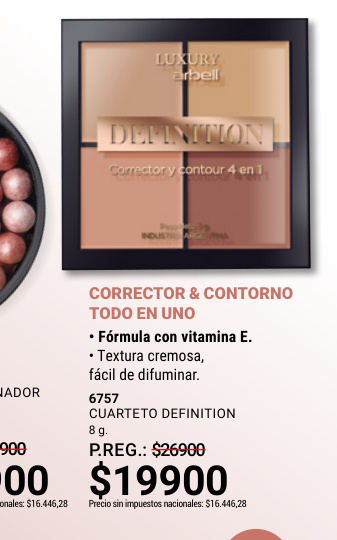 LUXURY
arbell
DEFINITION
Corrector y contour 4 en 1
INDUSTRIA ARGENTINA
CORRECTOR & CONTORNO
TODO EN UNO
• Fórmula con vitamina E.
• Textura cremosa,
fácil de difuminar.
6757
CUARTETO DEFINITION
8 g.
P.REG.: $26900
$19900
Precio sin impuestos nacionales: $16.446,28
NADOR
900
900
onales: $16.446,28